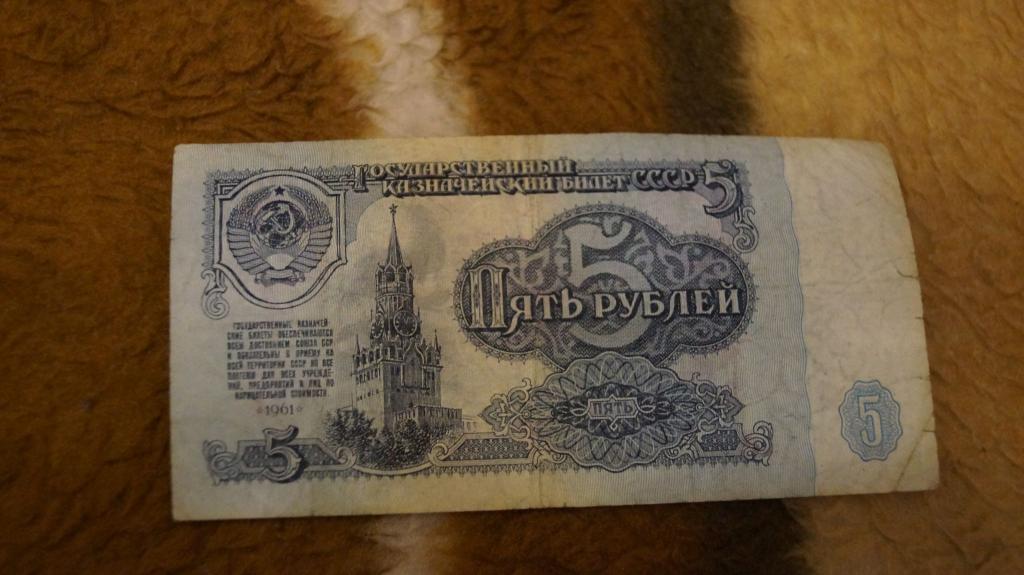 ГОСУДАРСТВЕННЫЙ
КАЗНАЧЕЙСКИЙ БИЛЕТ СССР 5
5
ПЯТЬ РУБЛЕЙ
ГОСУДАРСТВЕННЫЕ КАЗНАЧЕЙ-
СКИЕ БИЛЕТЫ ОБЕСПЕЧИВАЮТСЯ
ВСЕМ ДОСТОЯНИЕМ СОЮЗА ССР
И ОБЯЗАТЕЛЬНЫ К ПРИЕМУ НА
ВСЕЙ ТЕРРИТОРИИ СССР ВО ВСЕ
ПЛАТЕЖИ ДЛЯ ВСЕХ УЧРЕЖДЕ-
НИЙ, ПРЕДПРИЯТИЙ И ЛИЦ ПО
НАРИЦАТЕЛЬНОЙ СТОИМОСТИ.
1961
ПЯТЬ
5
5